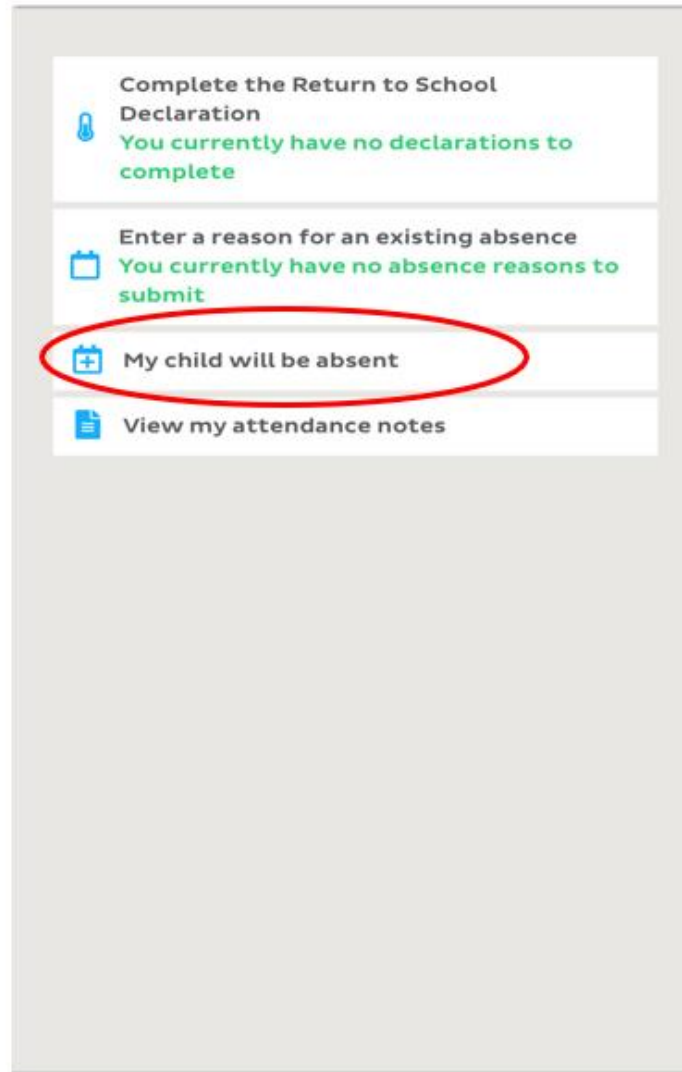 Complete the Return to School
Declaration
You currently have no declarations to
complete
Enter a reason for an existing absence
You currently have no absence reasons to
submit
My child will be absent
View my attendance notes